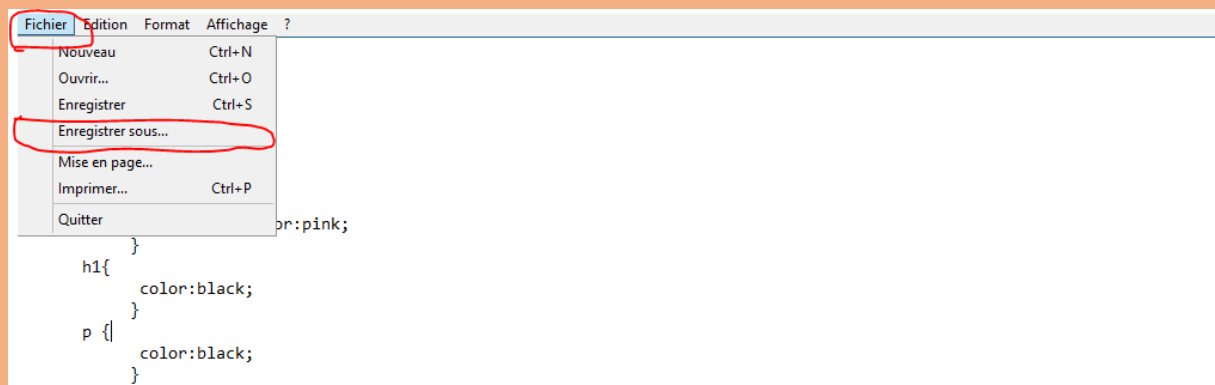 Fichier Edition Format Affichage ?
Nouveau Ctrl+N
Ouvrir... Ctrl+O
Enregistrer Ctrl+S
Enregistrer sous...
Mise en page...
Imprimer... Ctrl+P
Quitter
or:pink;
}
h1{
color:black;
}
p {
color:black;
}